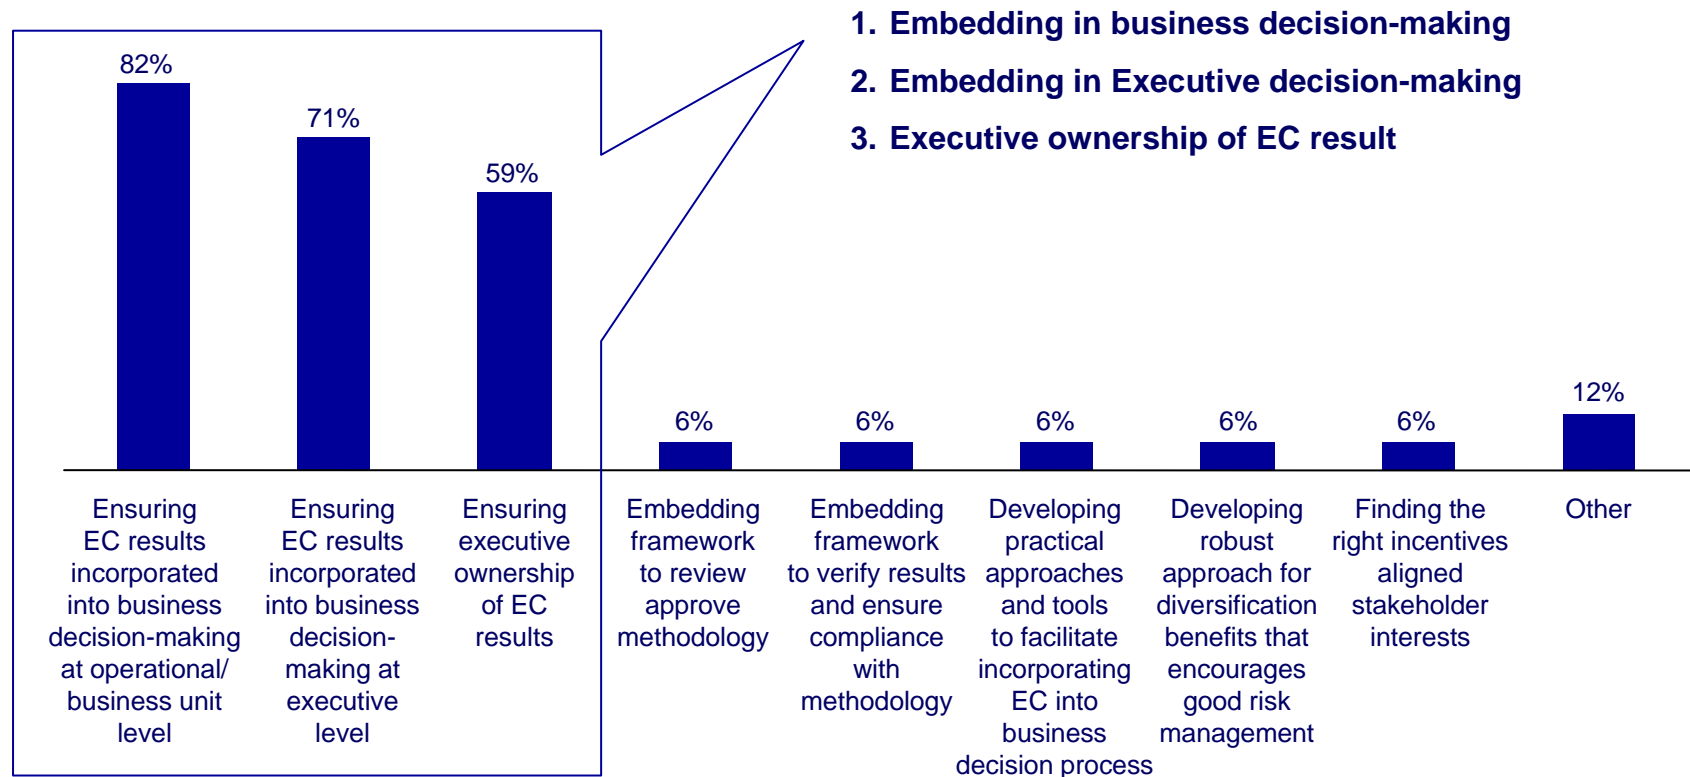 1. Embedding in business decision-making
2. Embedding in Executive decision-making
3. Executive ownership of EC result
82%
71%
59%
6%
6%
6%
6%
6%
12%
Ensuring
EC results
incorporated
into business
decision-making
at operational/
business unit
level
Ensuring
EC results
incorporated
into business
decision-
making at
executive
level
Ensuring
executive
ownership
of EC
results
Embedding
framework
to review
approve
methodology
Embedding
framework
to verify results
and ensure
compliance
with
methodology
Developing
practical
approaches
and tools
to facilitate
incorporating
EC into
business
decision process
Developing
robust
approach for
diversification
benefits that
encourages
good risk
management
Finding the
right incentives
aligned
stakeholder
interests
Other